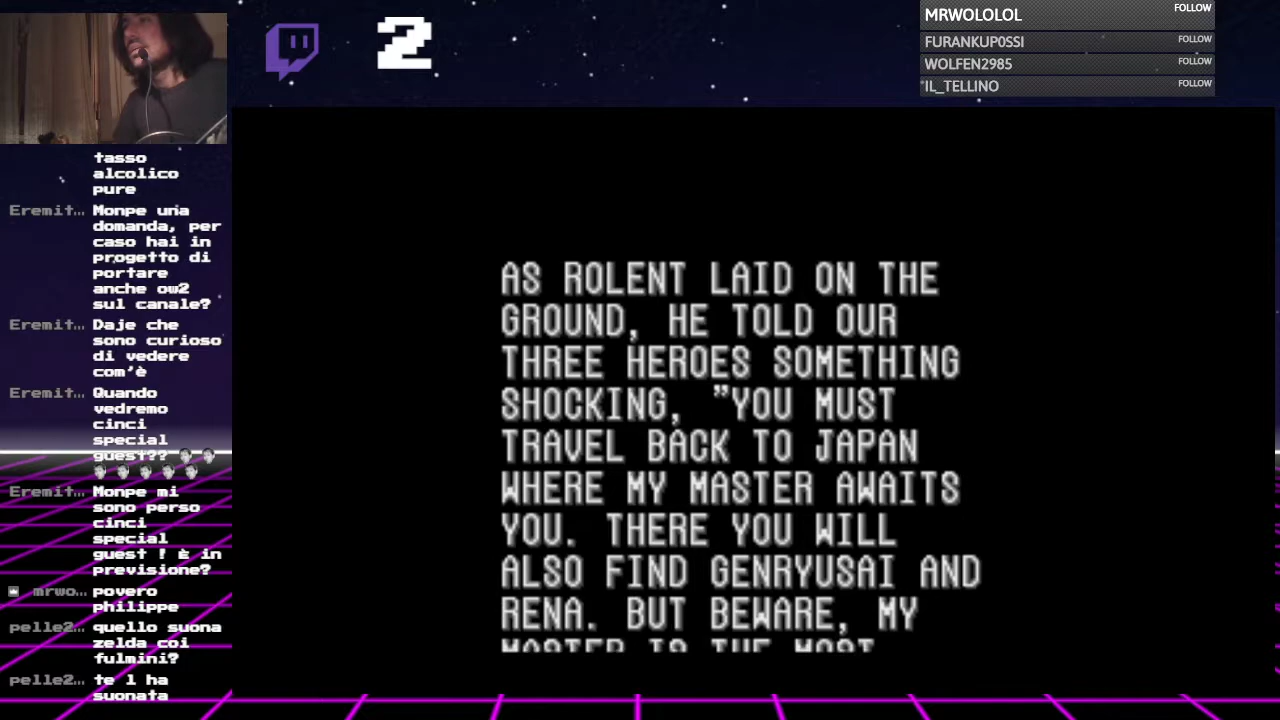 2
MRWOLOLOL FOLLOW
FURANKUP0SSI FOLLOW
WOLFEN2985 FOLLOW
IL_TELLINO FOLLOW
tasso
alcolico
pure
Eremit… Monpe una
domanda, per
caso hai in
progetto di
portare
anche ow2
sul canale?
Eremit… Daje che
sono curioso
di vedere
com'è
Eremit… Quando
vedremo
cinci
special
guest??
Eremit… Monpe mi
sono perso
cinci
special
guest ! è in
previsione?
mrwo… povero
philippe
pelle2… quello suona
zelda coi
fulmini?
pelle2… te l ha
suonata
AS ROLENT LAID ON THE
GROUND, HE TOLD OUR
THREE HEROES SOMETHING
SHOCKING, "YOU MUST
TRAVEL BACK TO JAPAN
WHERE MY MASTER AWAITS
YOU. THERE YOU WILL
ALSO FIND GENRYUSAI AND
RENA. BUT BEWARE, MY
MASTER IS THE MOST